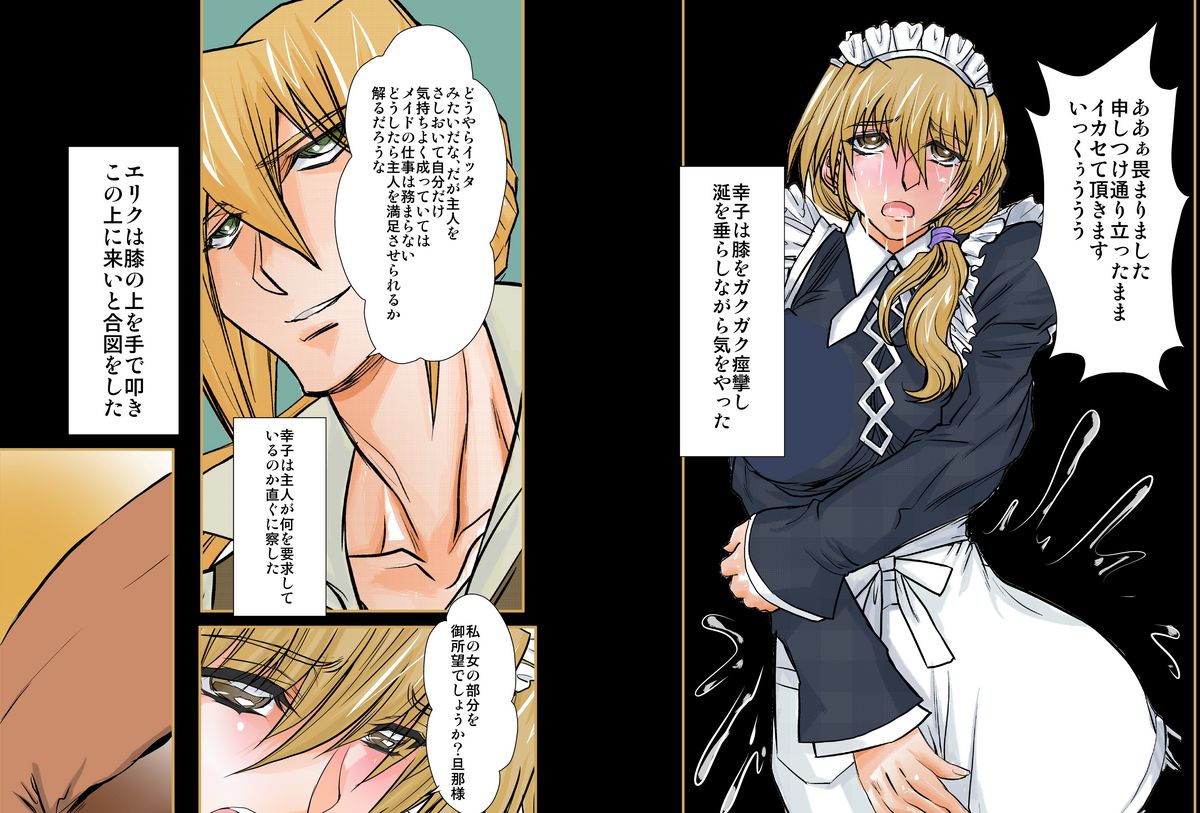 ああぁ畏まりました
申しつけ通り立ったまま
イカセて頂きます
いっくぅううう
幸子は膝をガクガク痙攣し
涎を垂らしながら気をやった
どうやらイッタ
みたいだな、だが主人を
さしおいて自分だけ
気持ちよく成っていては
メイドの仕事は務まらない
どうしたら主人を満足させられるか
解るだろうな
幸子は主人が何を要求して
いるのか直ぐに察した
私の女の部分を
御所望でしょうか？旦那様
エリクは膝の上を手で叩き
この上に来いと合図をした